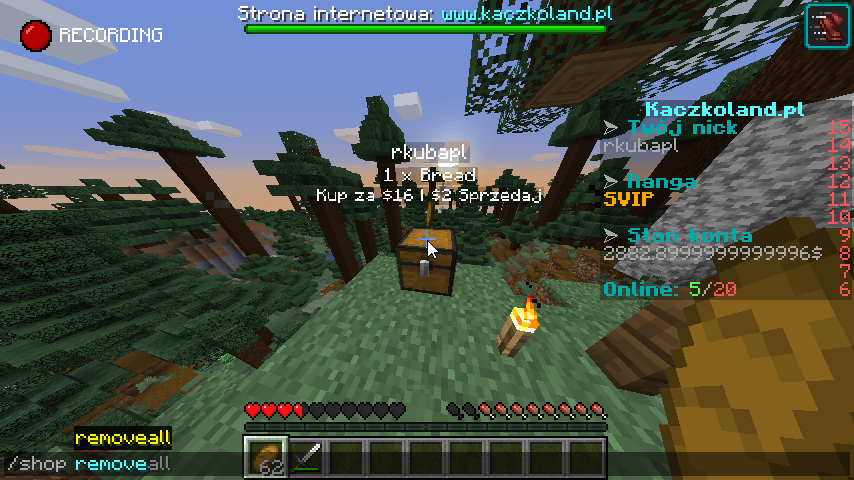 Strona internetowa: www.kaczkoland.pl
RECORDING
rkubapl
1 x Bread
Kup za $16 | $2 Sprzedaj
Kaczkoland.pl
➢ Twój nick 15
rkubapl 14
13
➢ Ranga 12
SVIP 11
10
➢ Stan konta 9
2882.8999999999996$ 8
7
Online: 5/20 6
removeall
/shop removeall
62